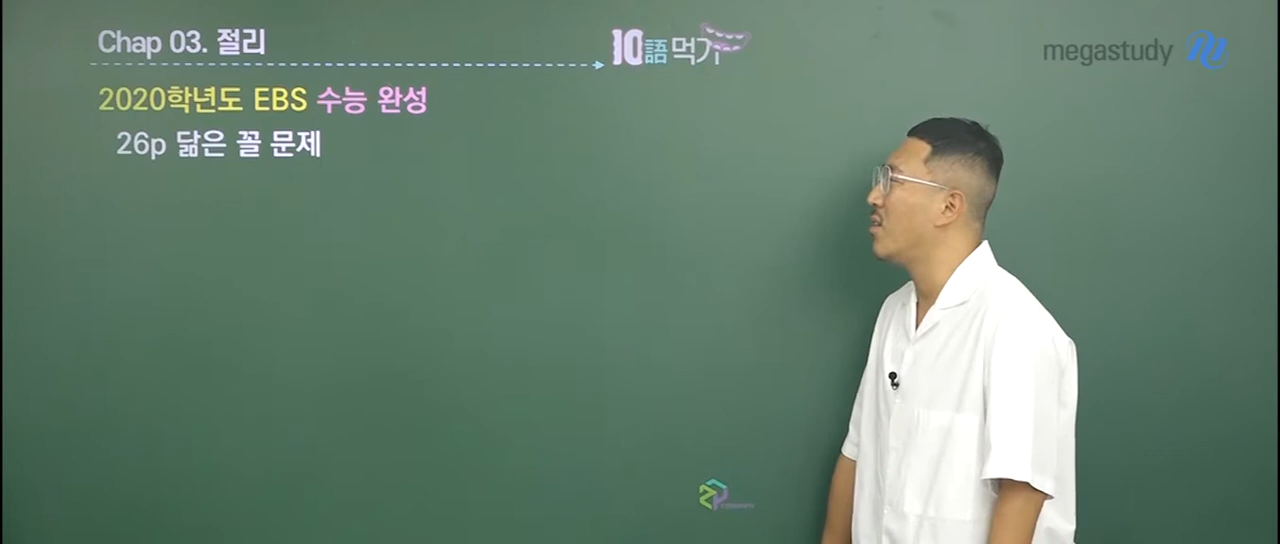 Chap 03. 절리
10語먹기
megastudy
2020학년도 EBS 수능 완성
26p 닮은 꼴 문제